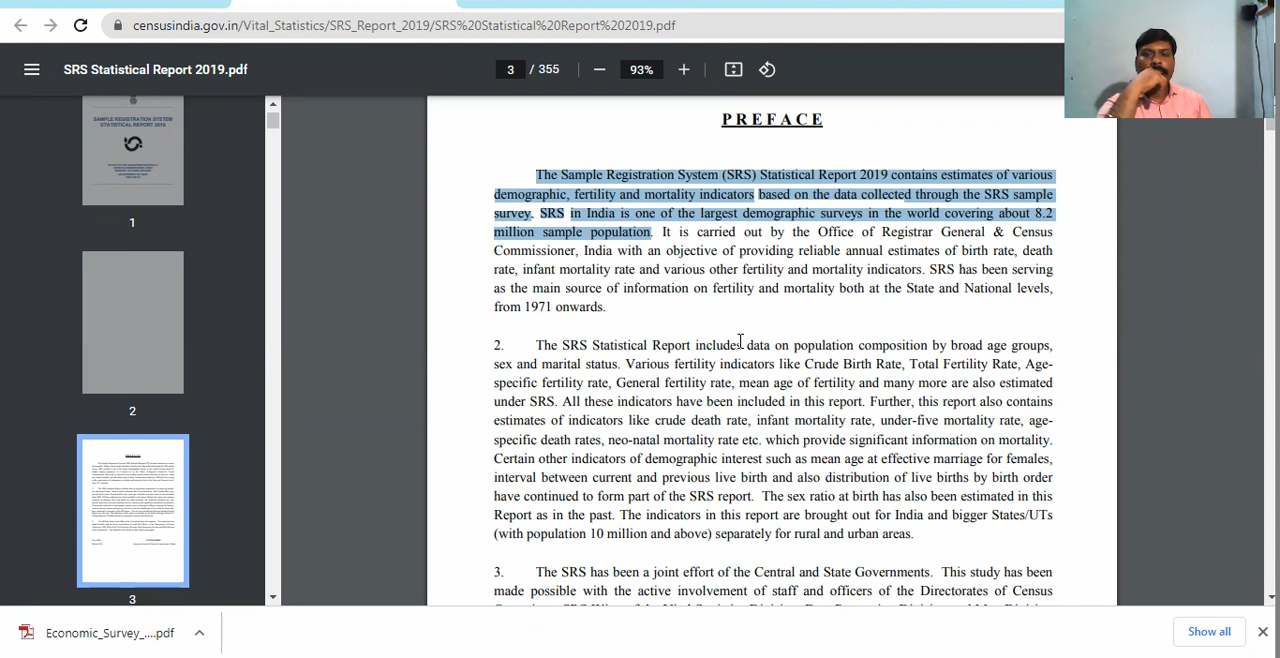 censusindia.gov.in/Vital_Statistics/SRS_Report_2019/SRS%20Statistical%20Report%202019.pdf
SRS Statistical Report 2019.pdf
3 / 355
93%
SAMPLE REGISTRATION SYSTEM
STATISTICAL REPORT 2019
1
2
3
PREFACE
The Sample Registration System (SRS) Statistical Report 2019 contains estimates of various
demographic, fertility and mortality indicators based on the data collected through the SRS sample
survey. SRS in India is one of the largest demographic surveys in the world covering about 8.2
million sample population. It is carried out by the Office of Registrar General & Census
Commissioner, India with an objective of providing reliable annual estimates of birth rate, death
rate, infant mortality rate and various other fertility and mortality indicators. SRS has been serving
as the main source of information on fertility and mortality both at the State and National levels,
from 1971 onwards.
2. The SRS Statistical Report includes data on population composition by broad age groups,
sex and marital status. Various fertility indicators like Crude Birth Rate, Total Fertility Rate, Age-
specific fertility rate, General fertility rate, mean age of fertility and many more are also estimated
under SRS. All these indicators have been included in this report. Further, this report also contains
estimates of indicators like crude death rate, infant mortality rate, under-five mortality rate, age-
specific death rates, neo-natal mortality rate etc. which provide significant information on mortality.
Certain other indicators of demographic interest such as mean age at effective marriage for females,
interval between current and previous live birth and also distribution of live births by birth order
have continued to form part of the SRS report. The sex ratio of birth has also been estimated in this
Report as in the past. The indicators in this report are brought out for India and bigger States/UTs
(with population 10 million and above) separately for rural and urban areas.
3. The SRS has been a joint effort of the Central and State Governments. This study has been
made possible with the active involvement of staff and officers of the Directorates of Census
Economic_Survey_....pdf
Show all